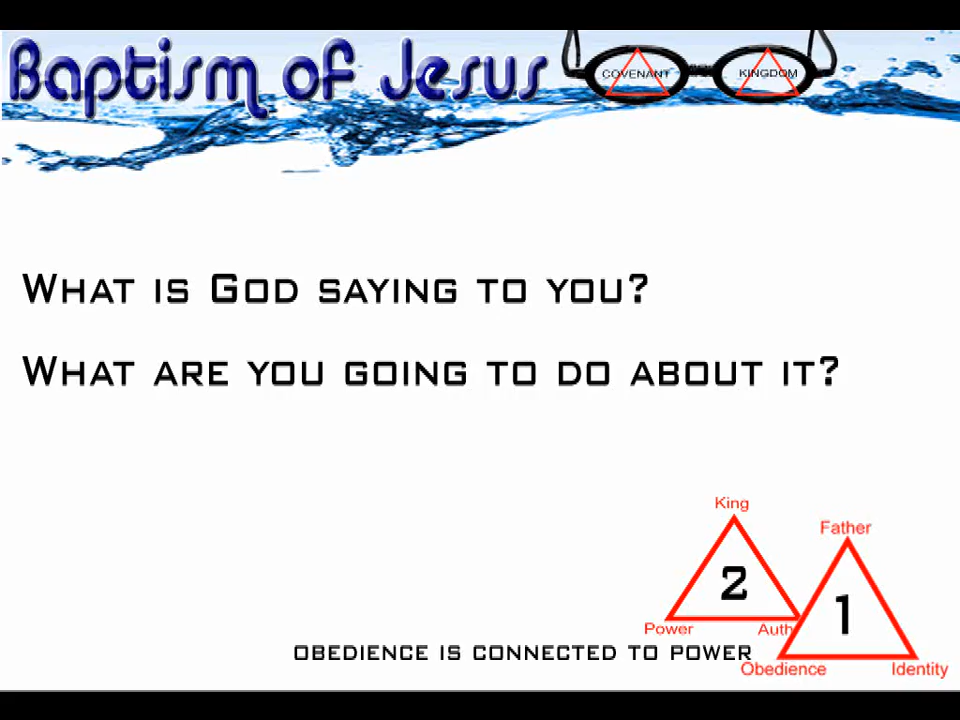 Baptism of Jesus
COVENANT
KINGDOM
WHAT IS GOD SAYING TO YOU?
WHAT ARE YOU GOING TO DO ABOUT IT?
King
2
Power
Auth
Father
1
Obedience
Identity
OBEDIENCE IS CONNECTED TO POWER